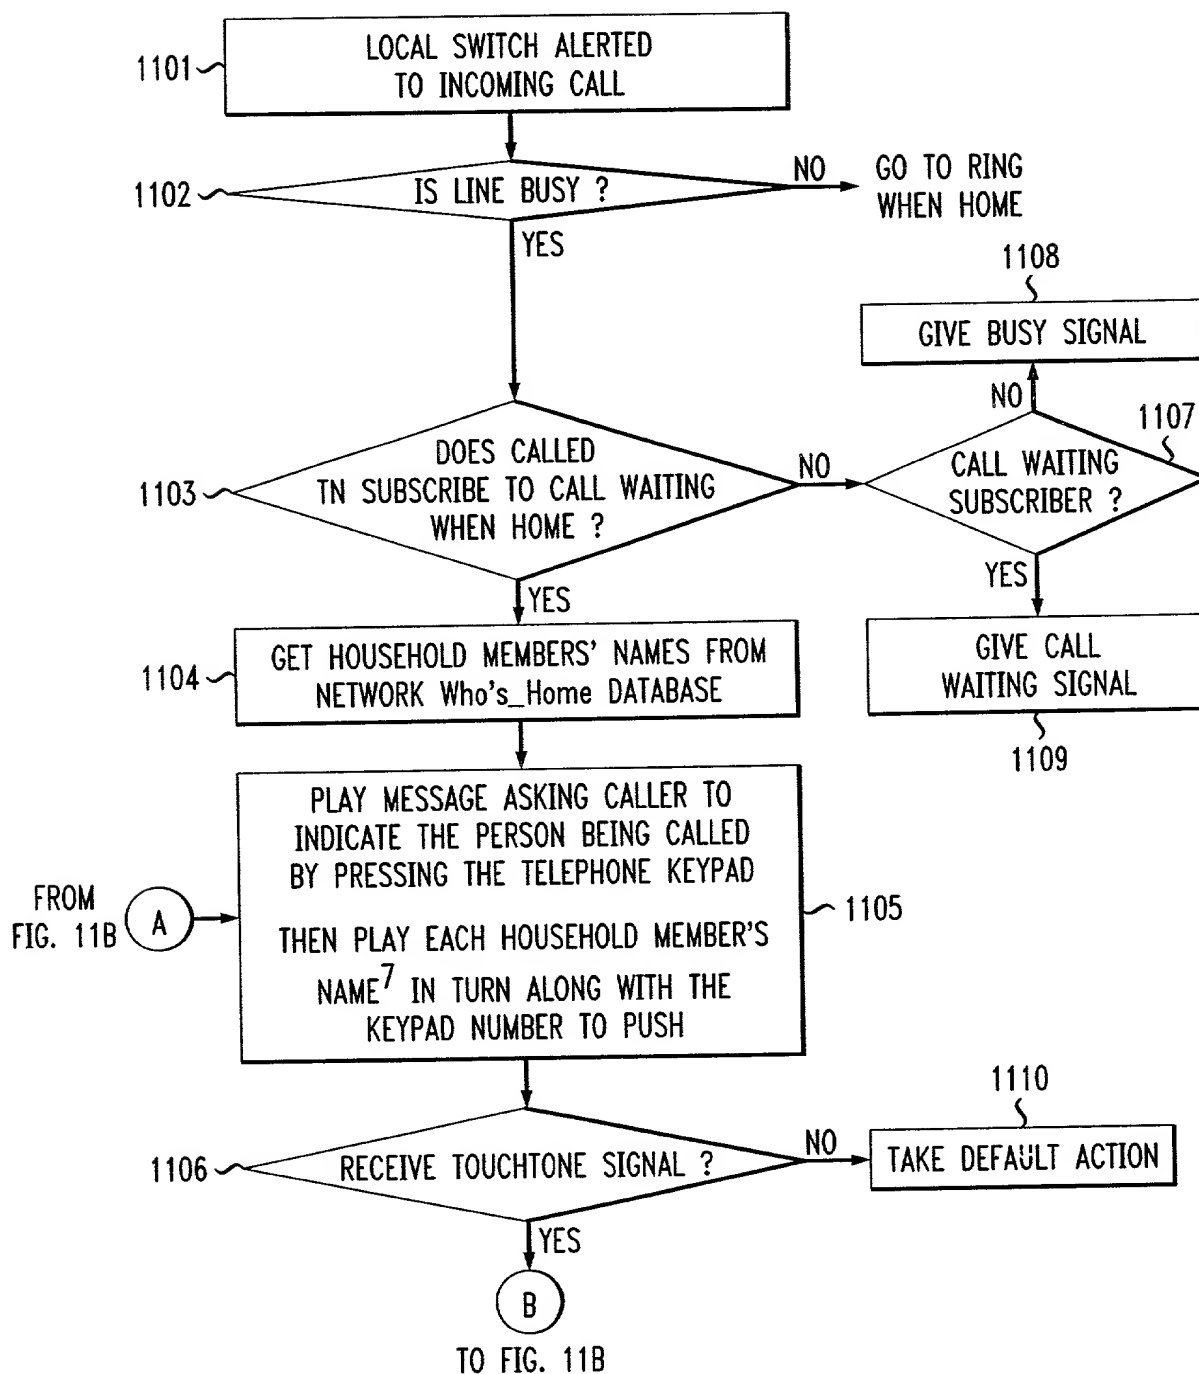 LOCAL SWITCH ALERTED
TO INCOMING CALL
1101
IS LINE BUSY ?
1102
NO
GO TO RING
WHEN HOME
YES
1108
GIVE BUSY SIGNAL
NO
1107
DOES CALLED
TN SUBSCRIBE TO CALL WAITING
WHEN HOME ?
1103
NO
CALL WAITING
SUBSCRIBER ?
YES
YES
GET HOUSEHOLD MEMBERS' NAMES FROM
NETWORK Who's_Home DATABASE
1104
GIVE CALL
WAITING SIGNAL
1109
PLAY MESSAGE ASKING CALLER TO
INDICATE THE PERSON BEING CALLED
BY PRESSING THE TELEPHONE KEYPAD
THEN PLAY EACH HOUSEHOLD MEMBER'S
NAME7 IN TURN ALONG WITH THE
KEYPAD NUMBER TO PUSH
1105
FROM
FIG. 11B
A
1110
RECEIVE TOUCHTONE SIGNAL ?
1106
NO
TAKE DEFAULT ACTION
YES
B
TO FIG. 11B